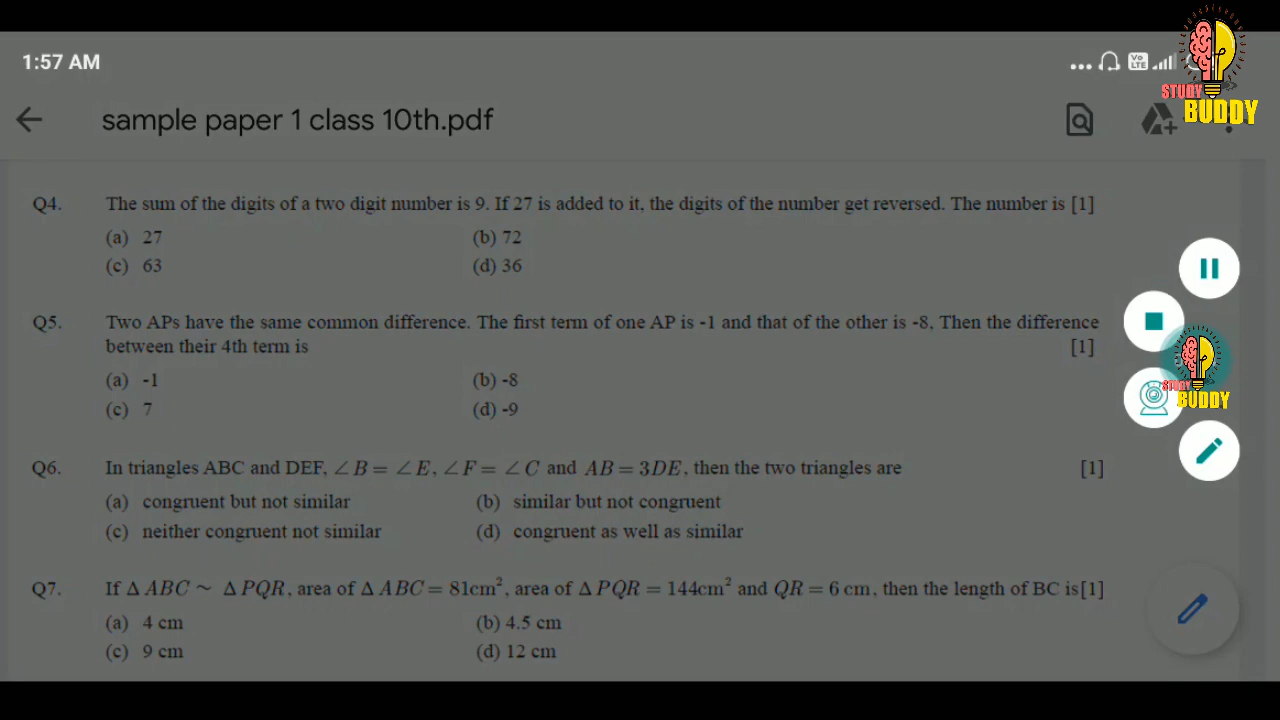 1:57 AM
Vo LTE
STUDY
BUDDY
sample paper 1 class 10th.pdf
Q4. The sum of the digits of a two digit number is 9. If 27 is added to it, the digits of the number get reversed. The number is [1]
(a) 27 (b) 72
(c) 63 (d) 36
Q5. Two APs have the same common difference. The first term of one AP is -1 and that of the other is -8. Then the difference
between their 4th term is [1]
(a) -1 (b) -8
(c) 7 (d) -9
STUDY
BUDDY
Q6. In triangles ABC and DEF, ∠B = ∠E, ∠F = ∠C and AB = 3DE, then the two triangles are [1]
(a) congruent but not similar (b) similar but not congruent
(c) neither congruent not similar (d) congruent as well as similar
Q7. If Δ ABC ~ Δ PQR, area of Δ ABC = 81cm², area of Δ PQR = 144cm² and QR = 6 cm, then the length of BC is[1]
(a) 4 cm (b) 4.5 cm
(c) 9 cm (d) 12 cm